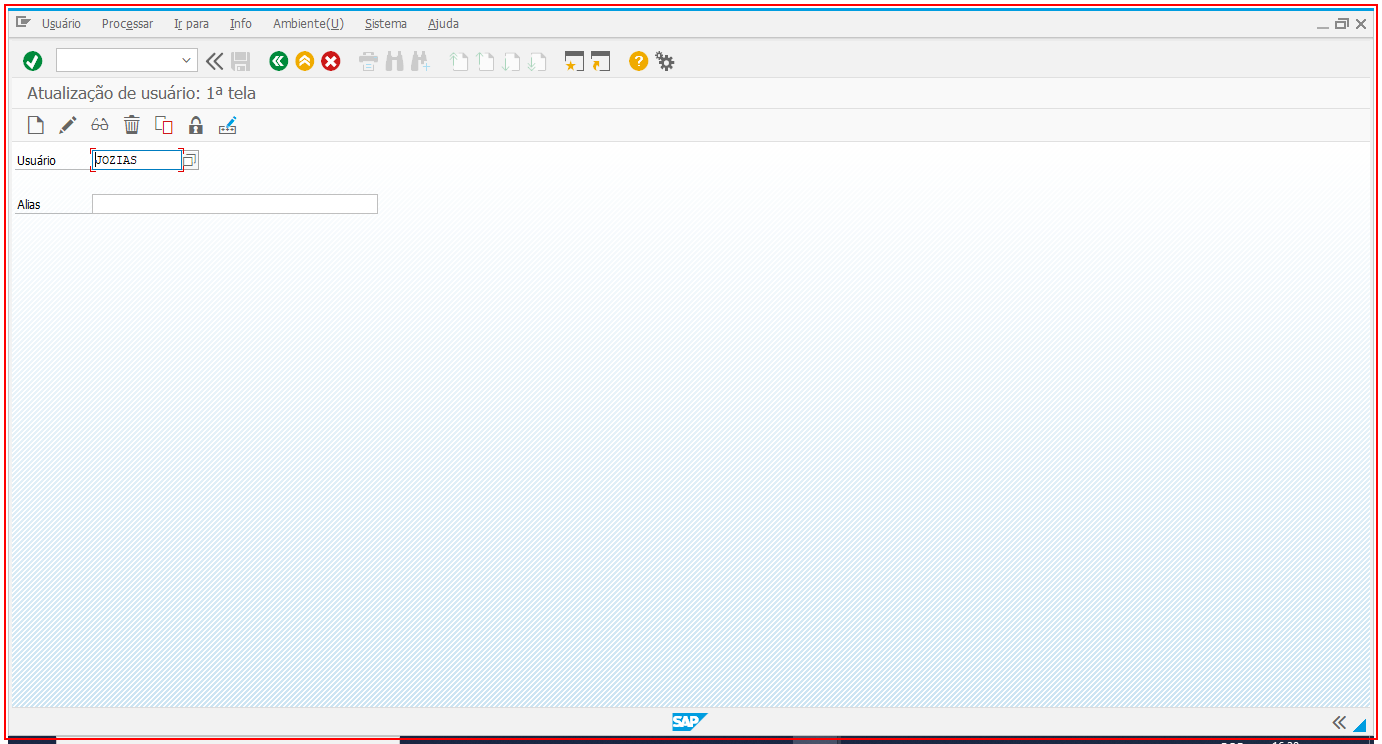 Usuário Processar Ir para Info Ambiente(U) Sistema Ajuda
Atualização de usuário: 1ª tela
Usuário JOZIAS
Alias
SAP